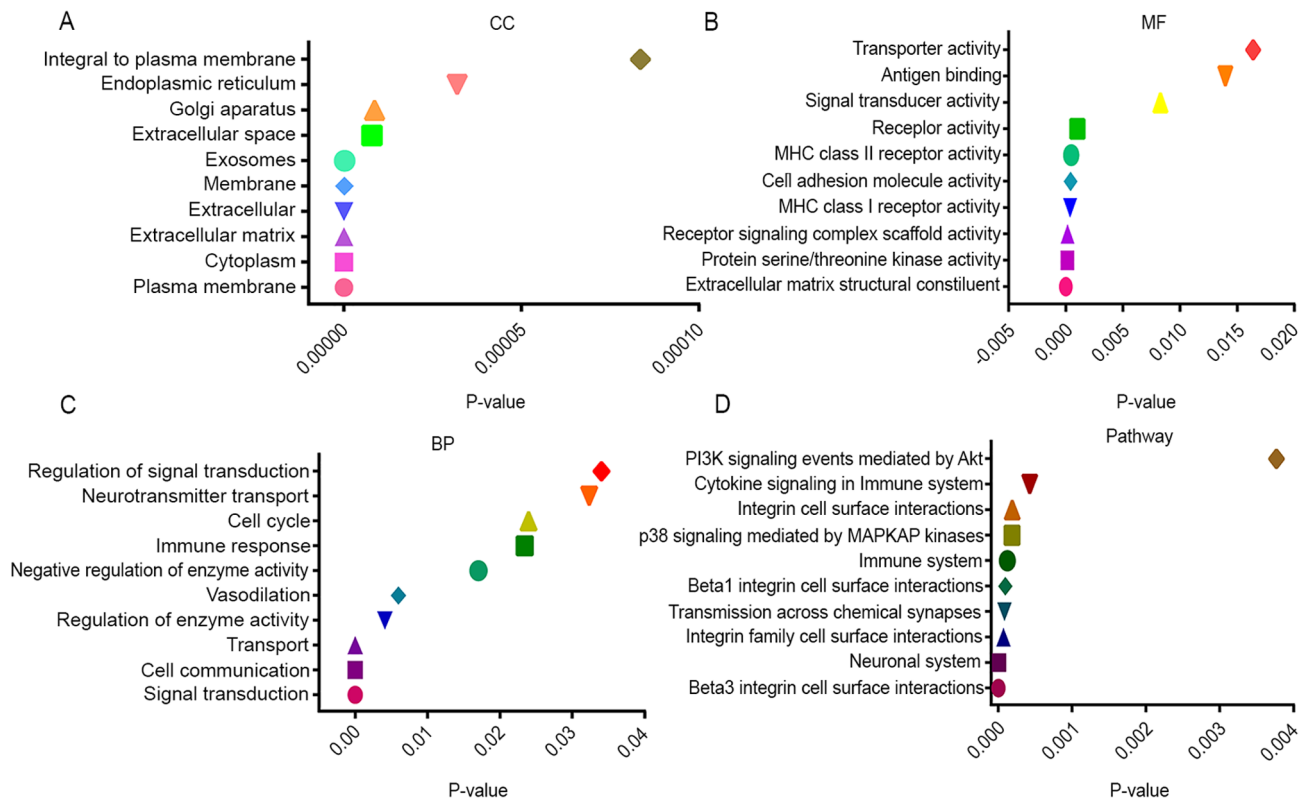 A
CC
Integral to plasma membrane
Endoplasmic reticulum
Golgi apparatus
Extracellular space
Exosomes
Membrane
Extracellular
Extracellular matrix
Cytoplasm
Plasma membrane
0.00000
0.00005
0.00010
P-value
B
MF
Transporter activity
Antigen binding
Signal transducer activity
Receplor activity
MHC class II receptor activity
Cell adhesion molecule activity
MHC class I receptor activity
Receptor signaling complex scaffold activity
Protein serine/threonine kinase activity
Extracellular matrix structural constituent
-0.005
0.000
0.005
0.010
0.015
0.020
P-value
C
BP
Regulation of signal transduction
Neurotransmitter transport
Cell cycle
Immune response
Negative regulation of enzyme activity
Vasodilation
Regulation of enzyme activity
Transport
Cell communication
Signal transduction
0.00
0.01
0.02
0.03
0.04
P-value
D
Pathway
PI3K signaling events mediated by Akt
Cytokine signaling in Immune system
Integrin cell surface interactions
p38 signaling mediated by MAPKAP kinases
Immune system
Beta1 integrin cell surface interactions
Transmission across chemical synapses
Integrin family cell surface interactions
Neuronal system
Beta3 integrin cell surface interactions
0.000
0.001
0.002
0.003
0.004
P-value